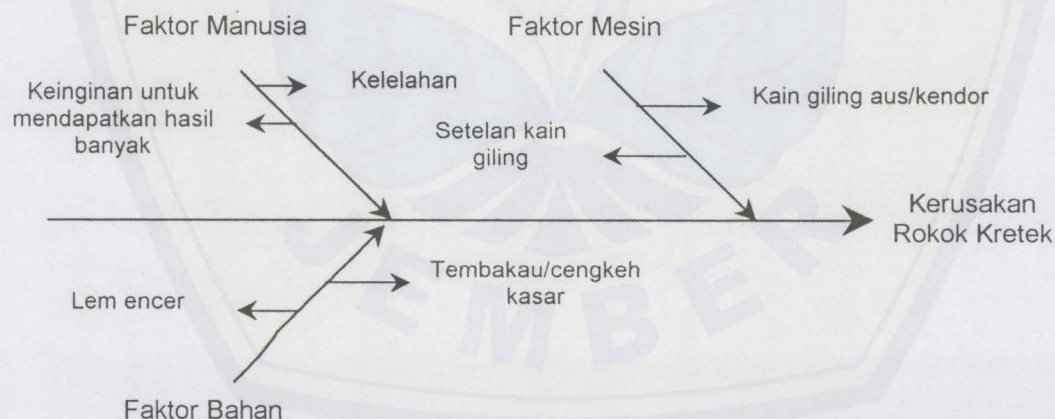 Faktor Manusia
Faktor Mesin
Kelelahan
Keinginan untuk
mendapatkan hasil
banyak
Kain giling aus/kendor
Setelan kain
giling
Kerusakan
Rokok Kretek
Tembakau/cengkeh
kasar
Lem encer
Faktor Bahan
JEMBER